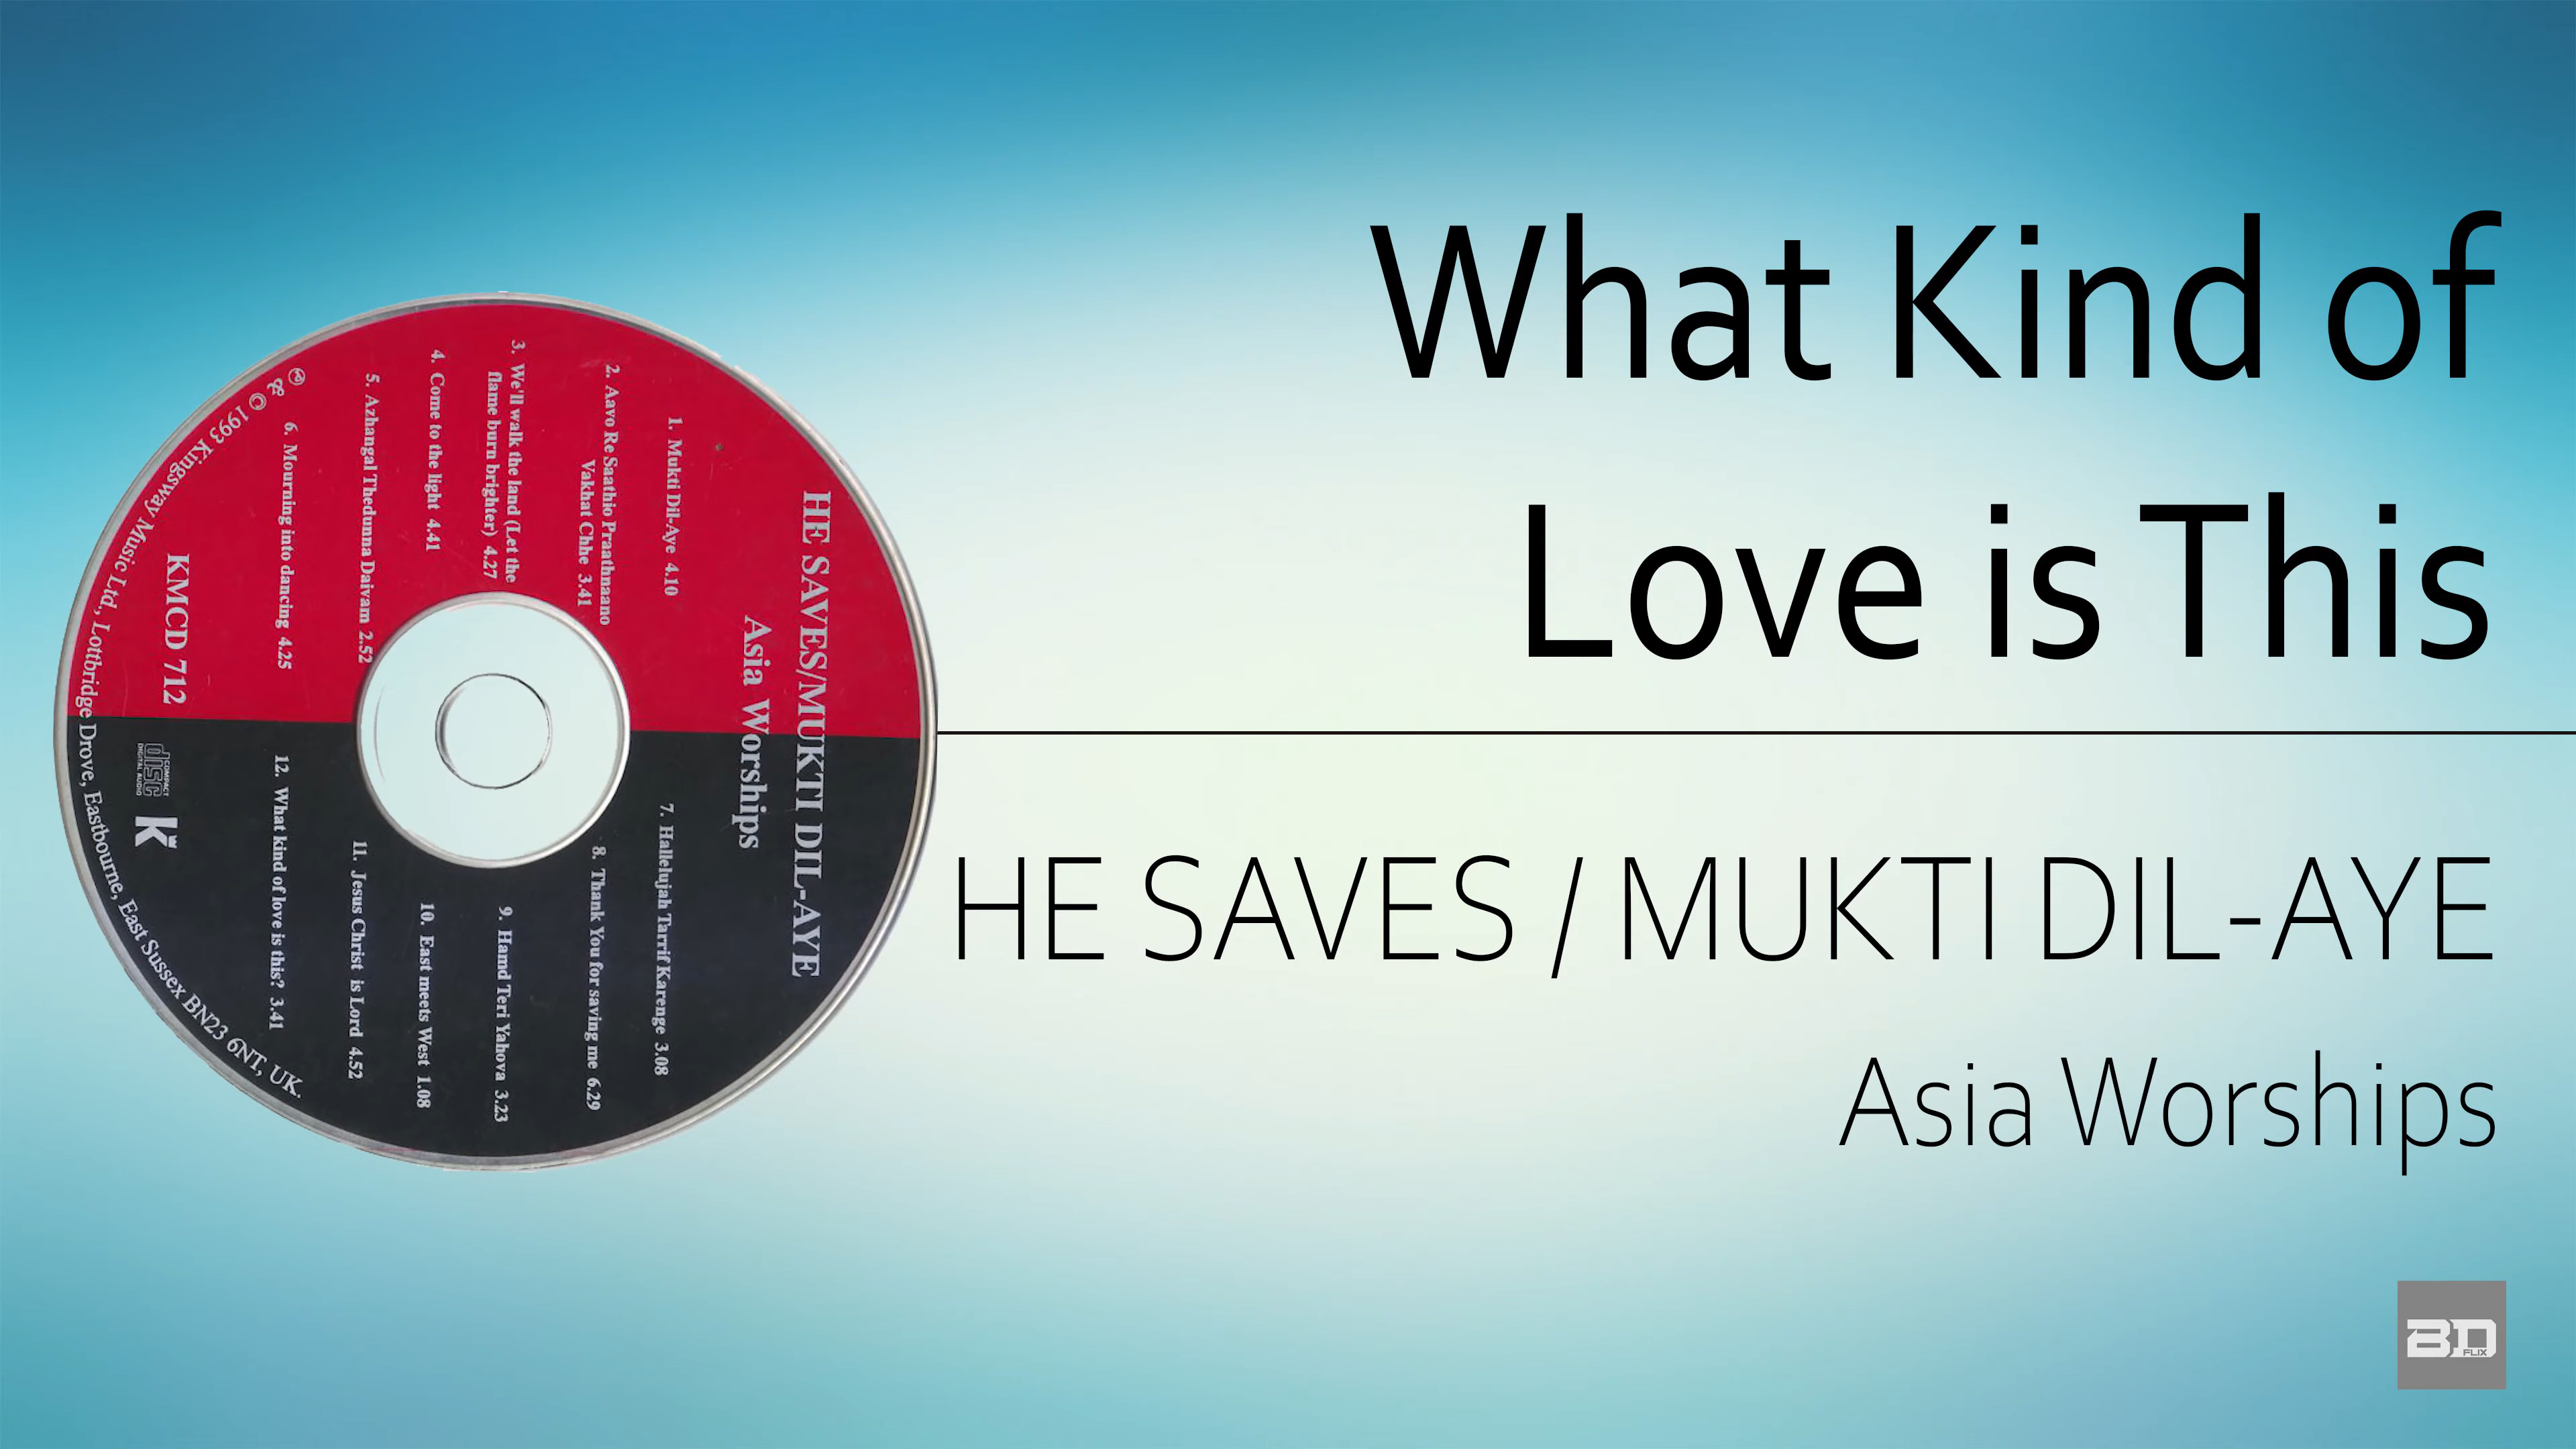 What Kind of
Love is This
HE SAVES / MUKTI DIL-AYE
Asia Worships
HE SAVES/MUKTI DIL-AYE
Asia Worships
1. Mukti Dil-Aye 4.10
2. Aavo Re Saathio Praathnaano
Vakhat Chhe 3.41
3. We'll walk the land (Let the
flame burn brighter) 4.27
4. Come to the light 4.41
5. Azhangal Thedunna Daivam 2.52
6. Mourning into dancing 4.25
KMCD 712
7. Hallelujah Tarrif Karenge 3.08
8. Thank You for saving me 6.29
9. Hamd Teri Yahova 3.23
10. East meets West 1.08
11. Jesus Christ is Lord 4.52
12. What kind of love is this? 3.41
COMPACT
disc
DIGITAL AUDIO
K
℗ & © 1993 Kingsway Music Ltd., Lottbridge Drove, Eastbourne, East Sussex BN23 6NT, UK.
BD
FLIX